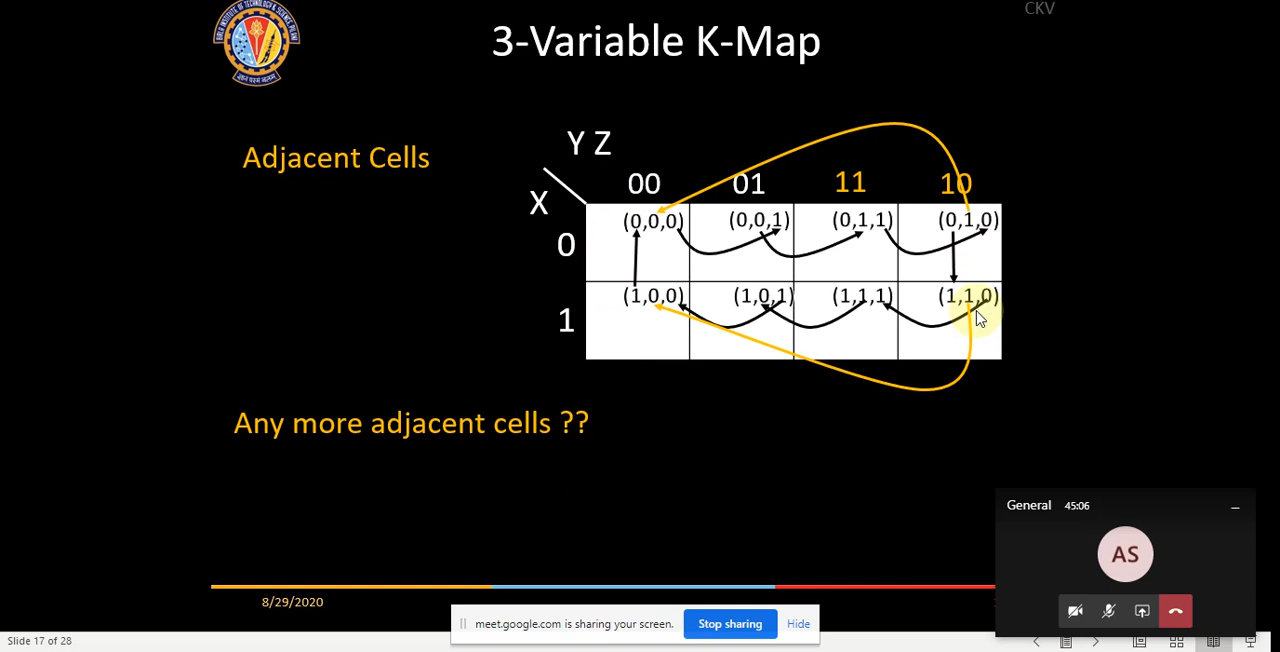 CKV
3-Variable K-Map
Adjacent Cells
Y Z
X
00 01 11 10
0
(0,0,0) (0,0,1) (0,1,1) (0,1,0)
1
(1,0,0) (1,0,1) (1,1,1) (1,1,0)
Any more adjacent cells ??
General 45:06
AS
8/29/2020
meet.google.com is sharing your screen. Stop sharing Hide
Slide 17 of 28